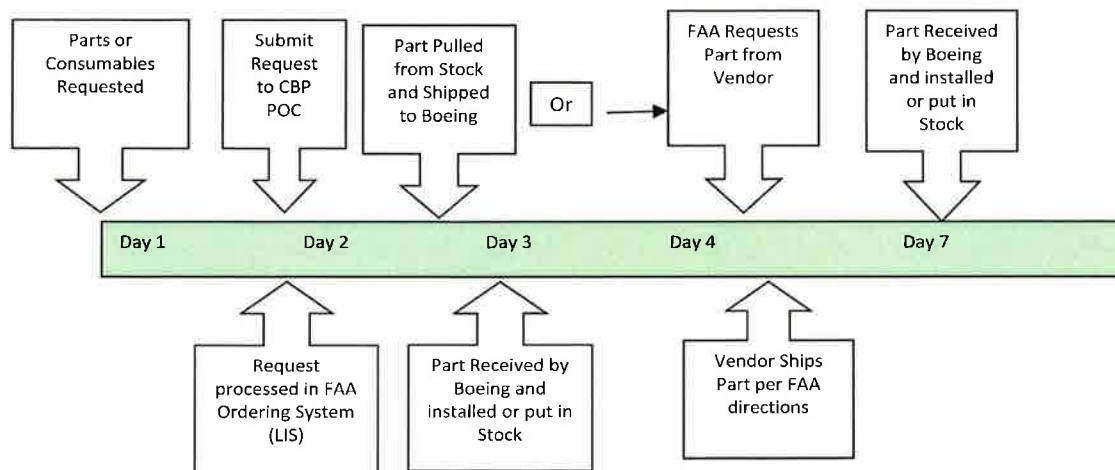 Parts or
Consumables
Requested
Submit
Request
to CBP
POC
Part Pulled
from Stock
and Shipped
to Boeing
Or
FAA Requests
Part from
Vendor
Part Received
by Boeing
and installed
or put in
Stock
Day 1
Day 2
Day 3
Day 4
Day 7
Request
processed in FAA
Ordering System
(LIS)
Part Received by
Boeing and
installed or put in
Stock
Vendor Ships
Part per FAA
directions